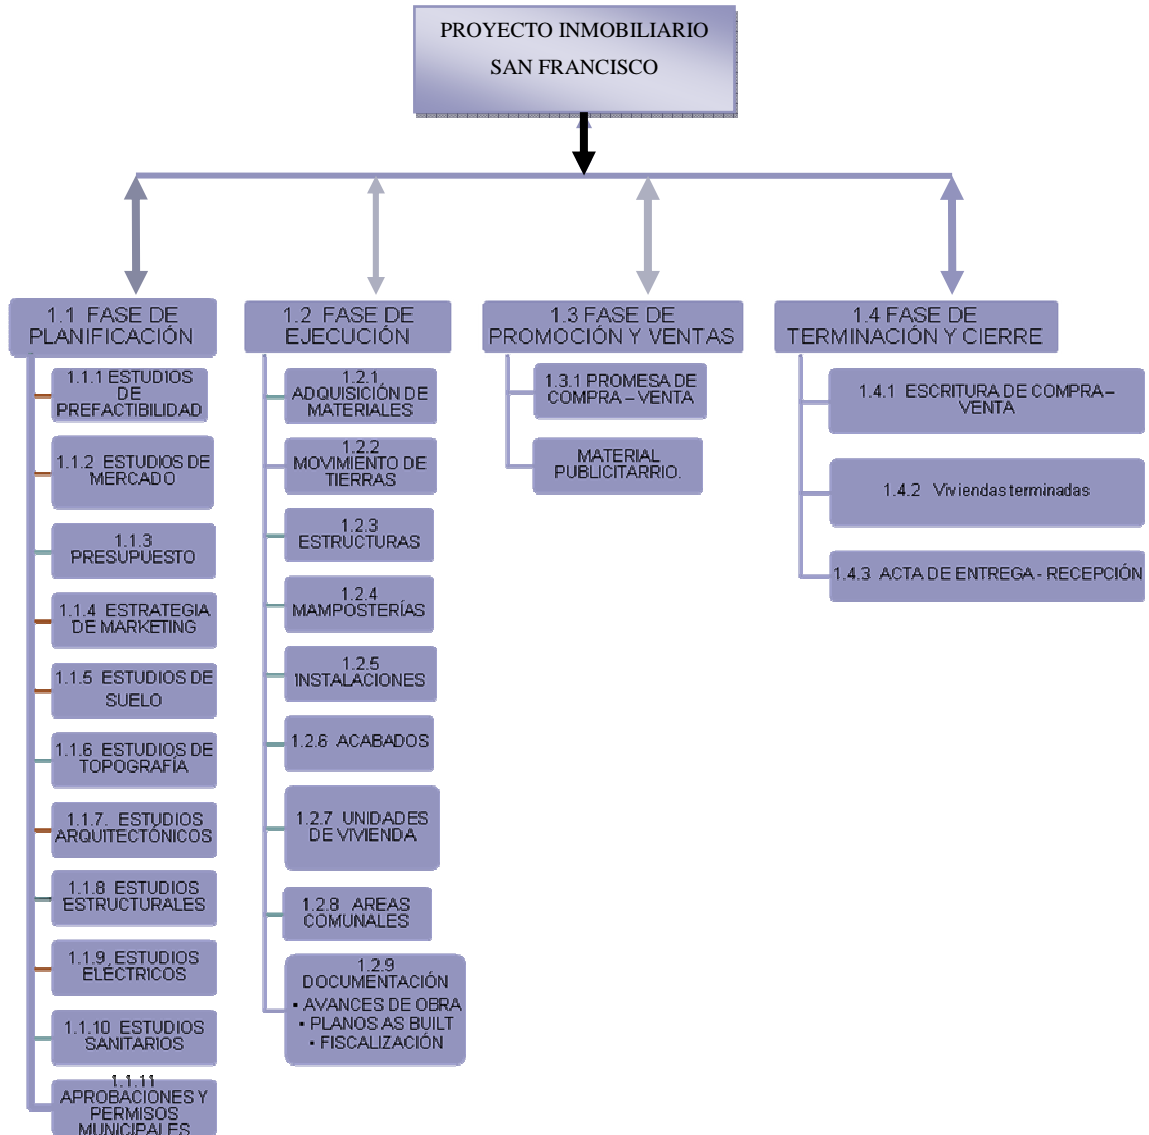 PROYECTO INMOBILIARIO
SAN FRANCISCO
1.1 FASE DE
PLANIFICACIÓN
1.1.1 ESTUDIOS
DE
PREFACTIBILIDAD
1.1.2 ESTUDIOS DE
MERCADO
1.1.3
PRESUPUESTO
1.1.4 ESTRATEGIA
DE MARKETING
1.1.5 ESTUDIOS DE
SUELO
1.1.6 ESTUDIOS DE
TOPOGRAFÍA
1.1.7. ESTUDIOS
ARQUITECTÓNICOS
1.1.8 ESTUDIOS
ESTRUCTURALES
1.1.9. ESTUDIOS
ELÉCTRICOS
1.1.10 ESTUDIOS
SANITARIOS
1.1.11
APROBACIONES Y
PERMISOS
MUNICIPALES
1.2 FASE DE
EJECUCIÓN
1.2.1
ADQUISICIÓN DE
MATERIALES
1.2.2
MOVIMIENTO DE
TIERRAS
1.2.3
ESTRUCTURAS
1.2.4
MAMPOSTERÍAS
1.2.5
INSTALACIONES
1.2.6 ACABADOS
1.2.7 UNIDADES
DE VIVIENDA
1.2.8 AREAS
COMUNALES
1.2.9
DOCUMENTACIÓN
▪ AVANCES DE OBRA
▪ PLANOS AS BUILT
▪ FISCALIZACIÓN
1.3 FASE DE
PROMOCIÓN Y VENTAS
1.3.1 PROMESA DE
COMPRA – VENTA
MATERIAL
PUBLICITARRIO.
1.4 FASE DE
TERMINACIÓN Y CIERRE
1.4.1 ESCRITURA DE COMPRA –
VENTA
1.4.2 Viviendas terminadas
1.4.3 ACTA DE ENTREGA - RECEPCIÓN